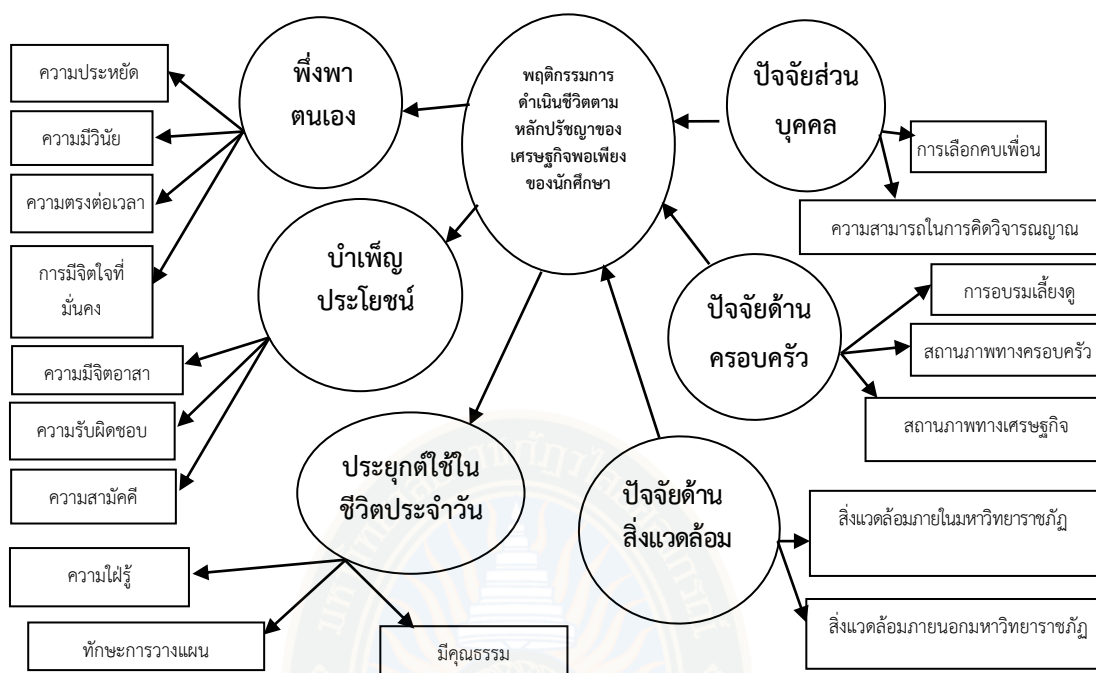 ความประหยัด
ความมีวินัย
ความตรงต่อเวลา
การมีจิตใจที่
มั่นคง
พึ่งพา
ตนเอง
พฤติกรรมการ
ดำเนินชีวิตตาม
หลักปรัชญาของ
เศรษฐกิจพอเพียง
ของนักศึกษา
ปัจจัยส่วน
บุคคล
การเลือกคบเพื่อน
ความสามารถในการคิดวิจารณญาณ
บำเพ็ญ
ประโยชน์
ความมีจิตอาสา
ความรับผิดชอบ
ความสามัคคี
ปัจจัยด้าน
ครอบครัว
การอบรมเลี้ยงดู
สถานภาพทางครอบครัว
สถานภาพทางเศรษฐกิจ
ประยุกต์ใช้ใน
ชีวิตประจำวัน
ความใฝ่รู้
ทักษะการวางแผน
มีคุณธรรม
ปัจจัยด้าน
สิ่งแวดล้อม
สิ่งแวดล้อมภายในมหาวิทยาราชภัฏ
สิ่งแวดล้อมภายนอกมหาวิทยาราชภัฏ